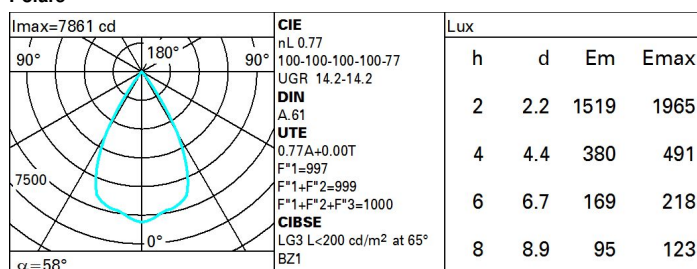 Imax=7861 cd
90° 180° 90°
7500
0°
α=58°
CIE
nL 0.77
100-100-100-100-77
UGR 14.2-14.2
DIN
A.61
UTE
0.77A+0.00T
F"1=997
F"1+F"2=999
F"1+F"2+F"3=1000
CIBSE
LG3 L<200 cd/m² at 65°
BZ1
Lux
h d Em Emax
2 2.2 1519 1965
4 4.4 380 491
6 6.7 169 218
8 8.9 95 123